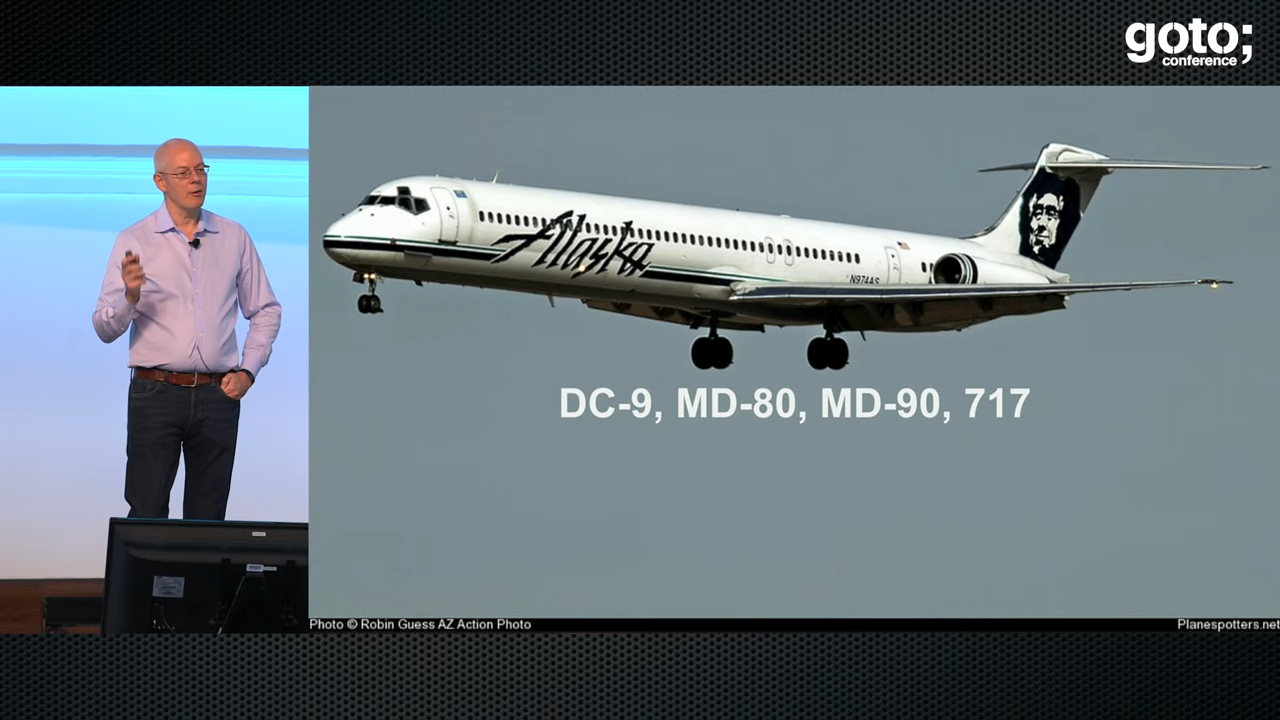 goto;
conference
Alaska
N974AS
DC-9, MD-80, MD-90, 717
Photo © Robin Guess AZ Action Photo
Planespotters.net